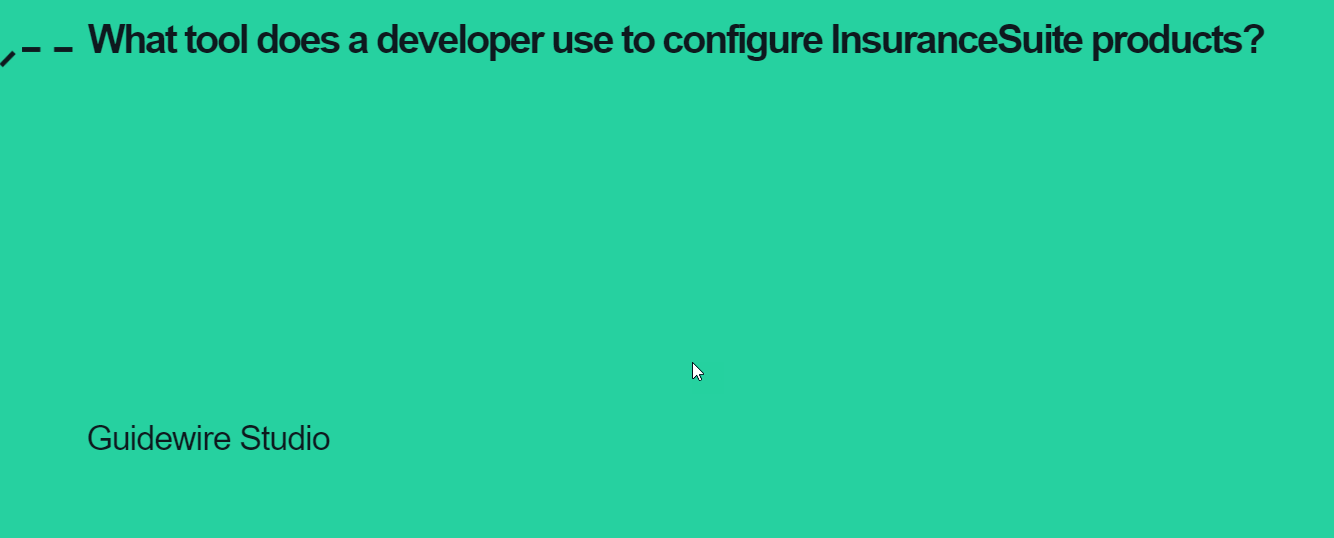 What tool does a developer use to configure InsuranceSuite products?
Guidewire Studio